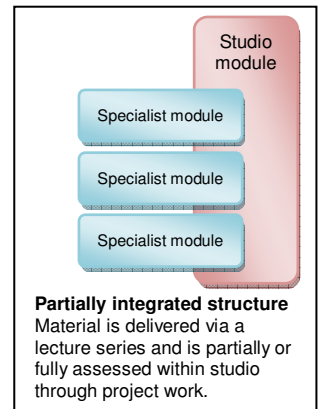 Studio
module
Specialist module
Specialist module
Specialist module
Partially integrated structure
Material is delivered via a
lecture series and is partially or
fully assessed within studio
through project work.